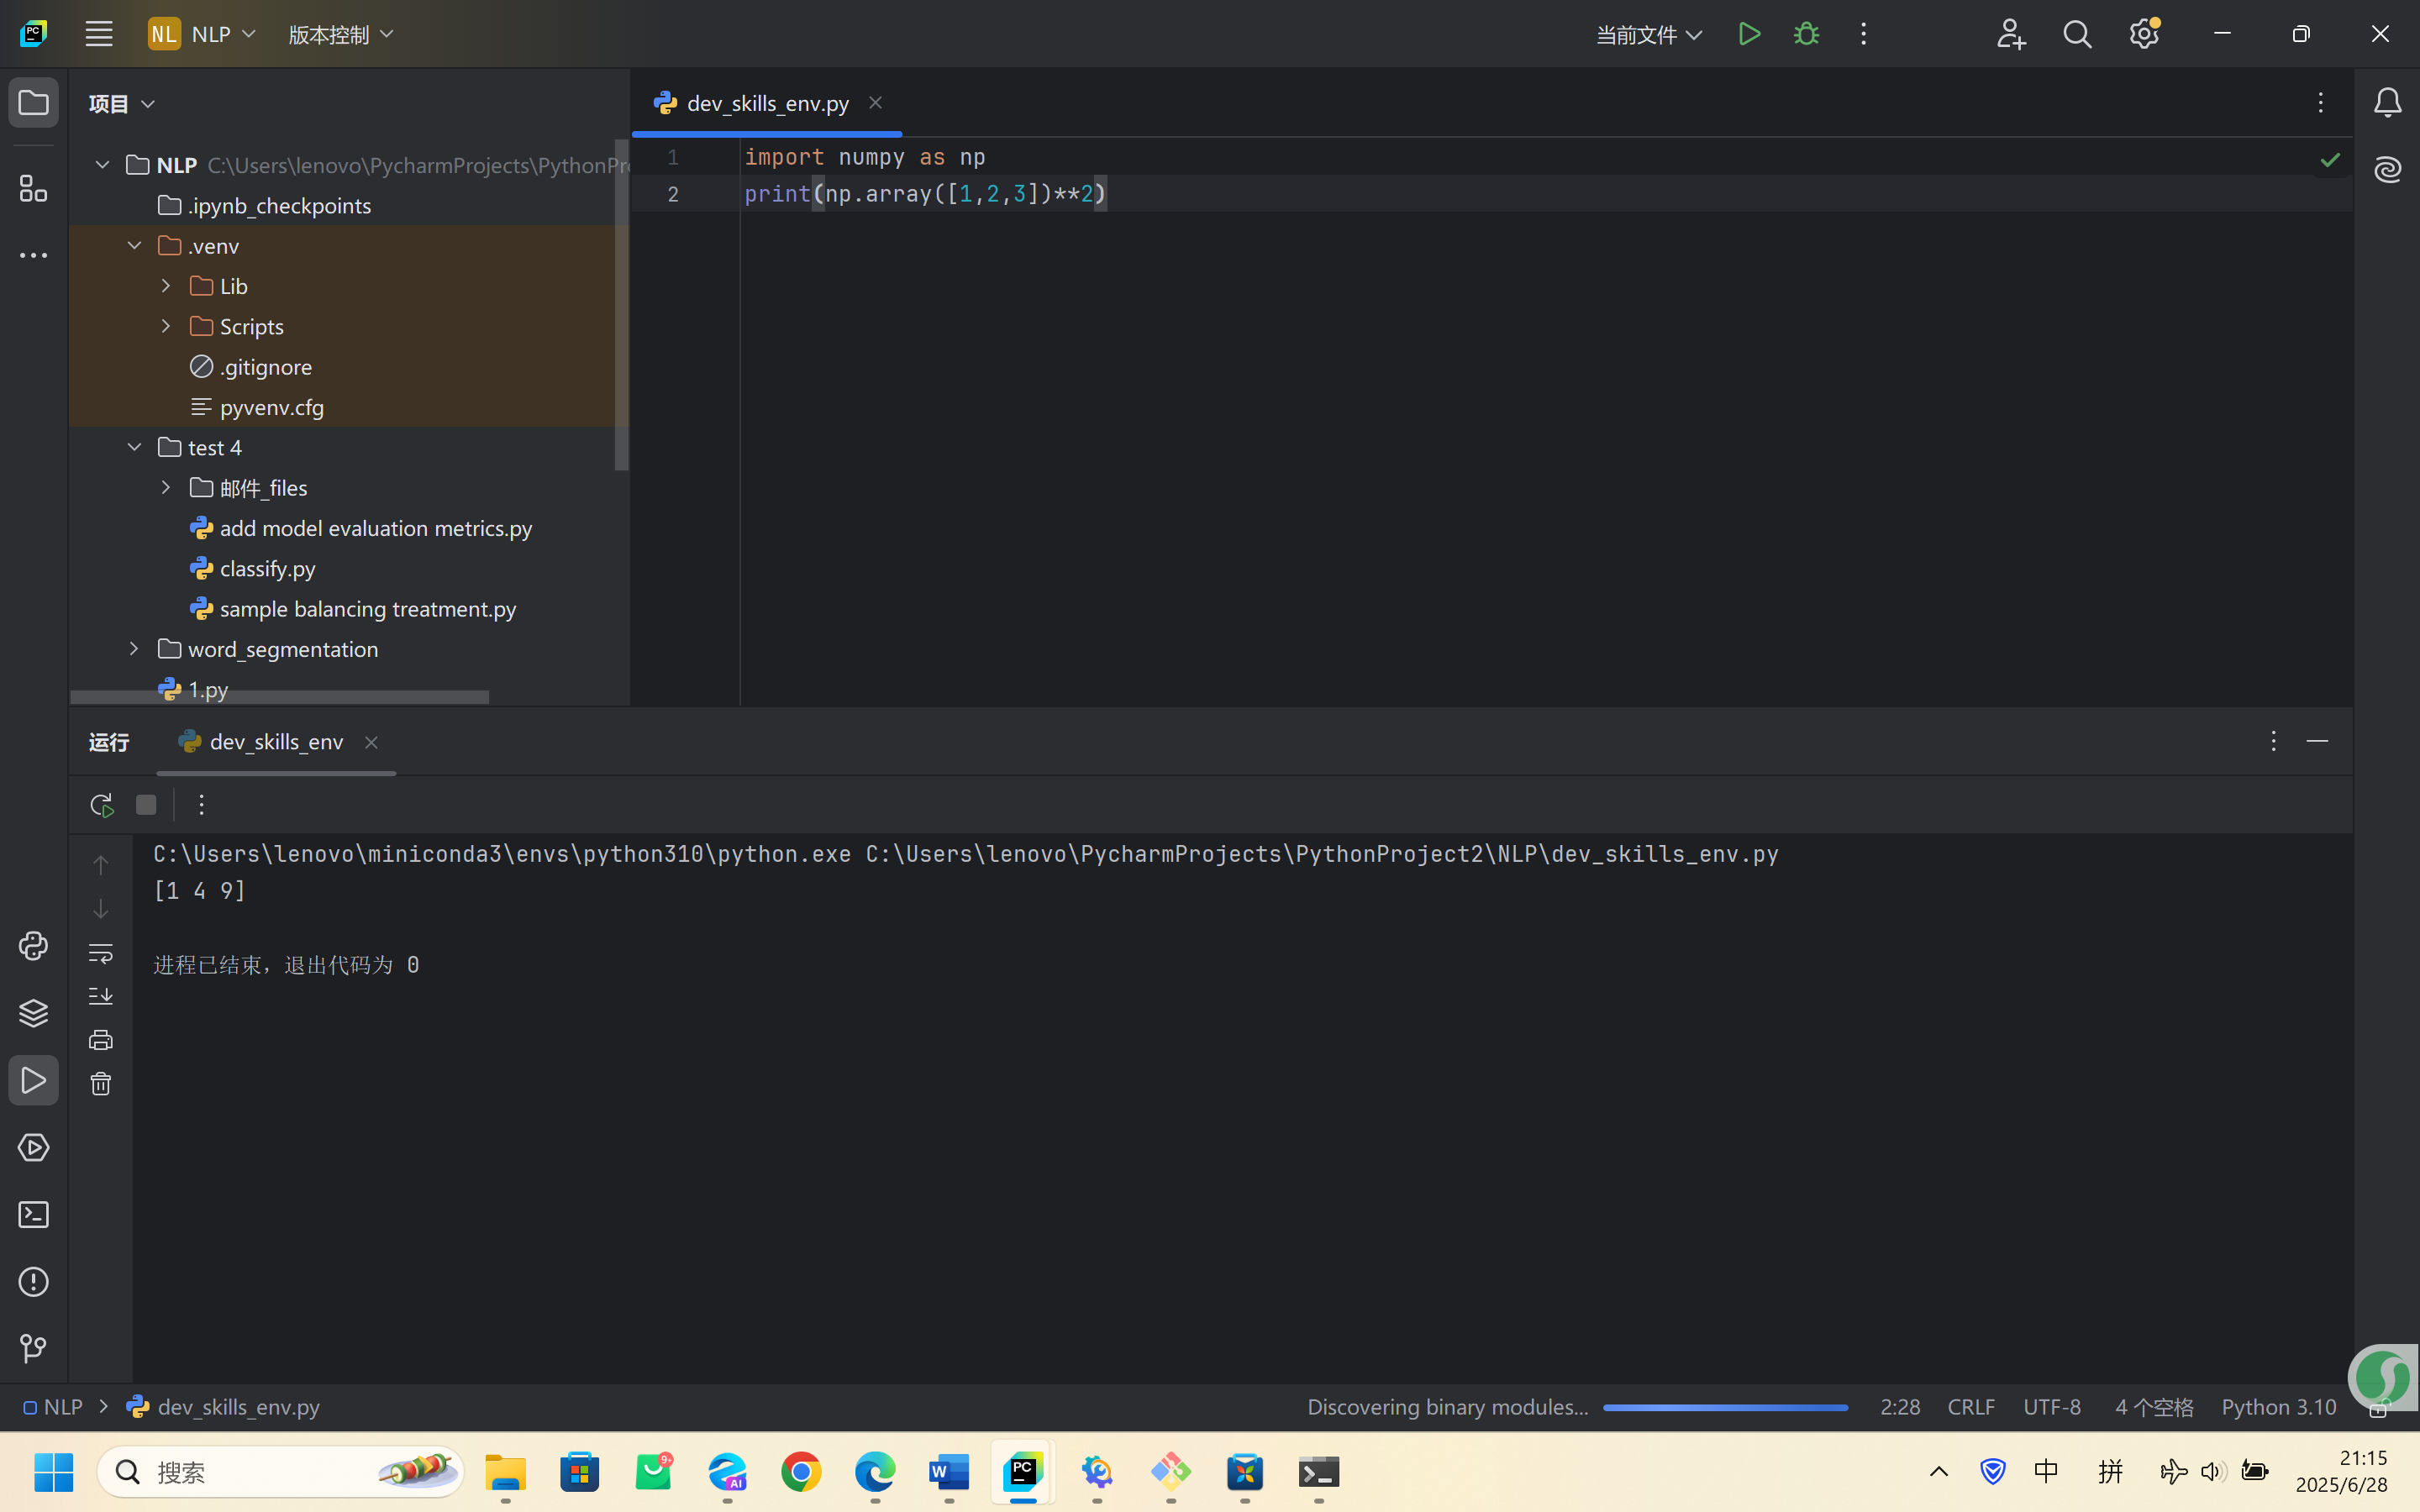 PC NL NLP 版本控制 当前文件
项目
dev_skills_env.py
NLP C:\Users\lenovo\PycharmProjects\PythonPr
.ipynb_checkpoints
.venv
Lib
Scripts
.gitignore
pyvenv.cfg
test 4
邮件_files
add model evaluation metrics.py
classify.py
sample balancing treatment.py
word_segmentation
1.py
1 import numpy as np
2 print(np.array([1,2,3])**2)
运行 dev_skills_env
C:\Users\lenovo\miniconda3\envs\python310\python.exe C:\Users\lenovo\PycharmProjects\PythonProject2\NLP\dev_skills_env.py
[1 4 9]
进程已结束，退出代码为 0
NLP dev_skills_env.py Discovering binary modules... 2:28 CRLF UTF-8 4 个空格 Python 3.10
搜索 9+ AI W PC 中 拼 21:15
2025/6/28